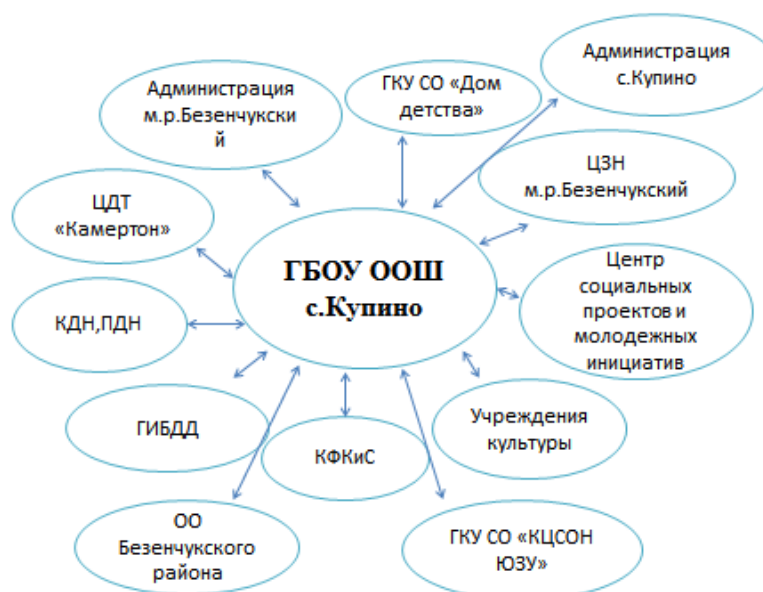 Администрация
с.Купино
ГКУ СО «Дом
детства»
Администрация
м.р.Безенчукски
й
ЦЗН
м.р.Безенчукский
ЦДТ
«Камертон»
ГБОУ ООШ
с.Купино
Центр
социальных
проектов и
молодежных
инициатив
КДН,ПДН
Учреждения
культуры
ГИБДД
КФКиС
ОО
Безенчукского
района
ГКУ СО «КЦСОН
ЮЗУ»